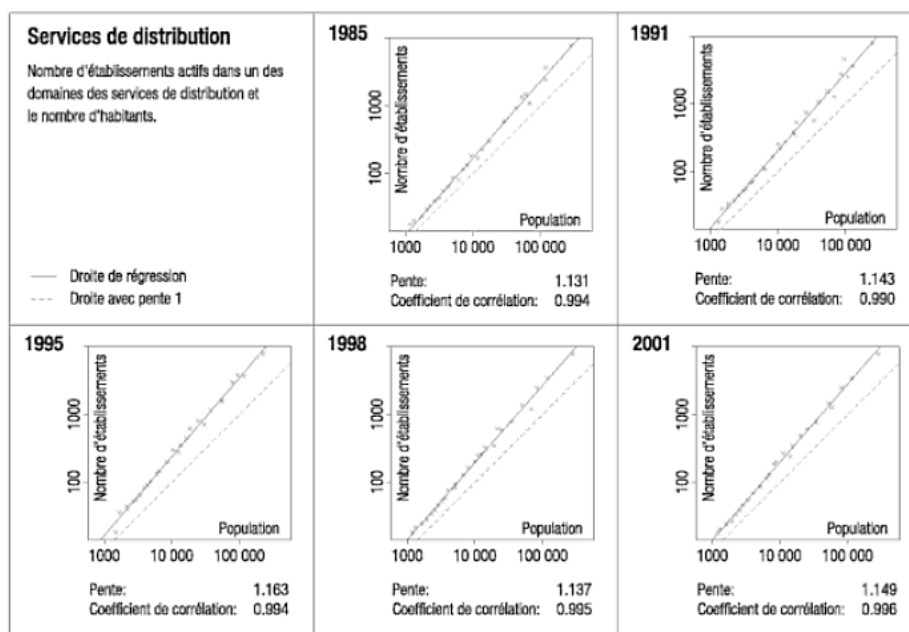 Services de distribution
Nombre d'établissements actifs dans un des
domaines des services de distribution et
le nombre d'habitants.
Droite de régression
Droite avec pente 1
1985
Nombre d'établissements
1000
100
Population
1000 10 000 100 000
Pente: 1.131
Coefficient de corrélation: 0.994
1991
Nombre d'établissements
1000
100
Population
1000 10 000 100 000
Pente: 1.143
Coefficient de corrélation: 0.990
1995
Nombre d'établissements
1000
100
Population
1000 10 000 100 000
Pente: 1.163
Coefficient de corrélation: 0.994
1998
Nombre d'établissements
1000
100
Population
1000 10 000 100 000
Pente: 1.137
Coefficient de corrélation: 0.995
2001
Nombre d'établissements
1000
100
Population
1000 10 000 100 000
Pente: 1.149
Coefficient de corrélation: 0.996